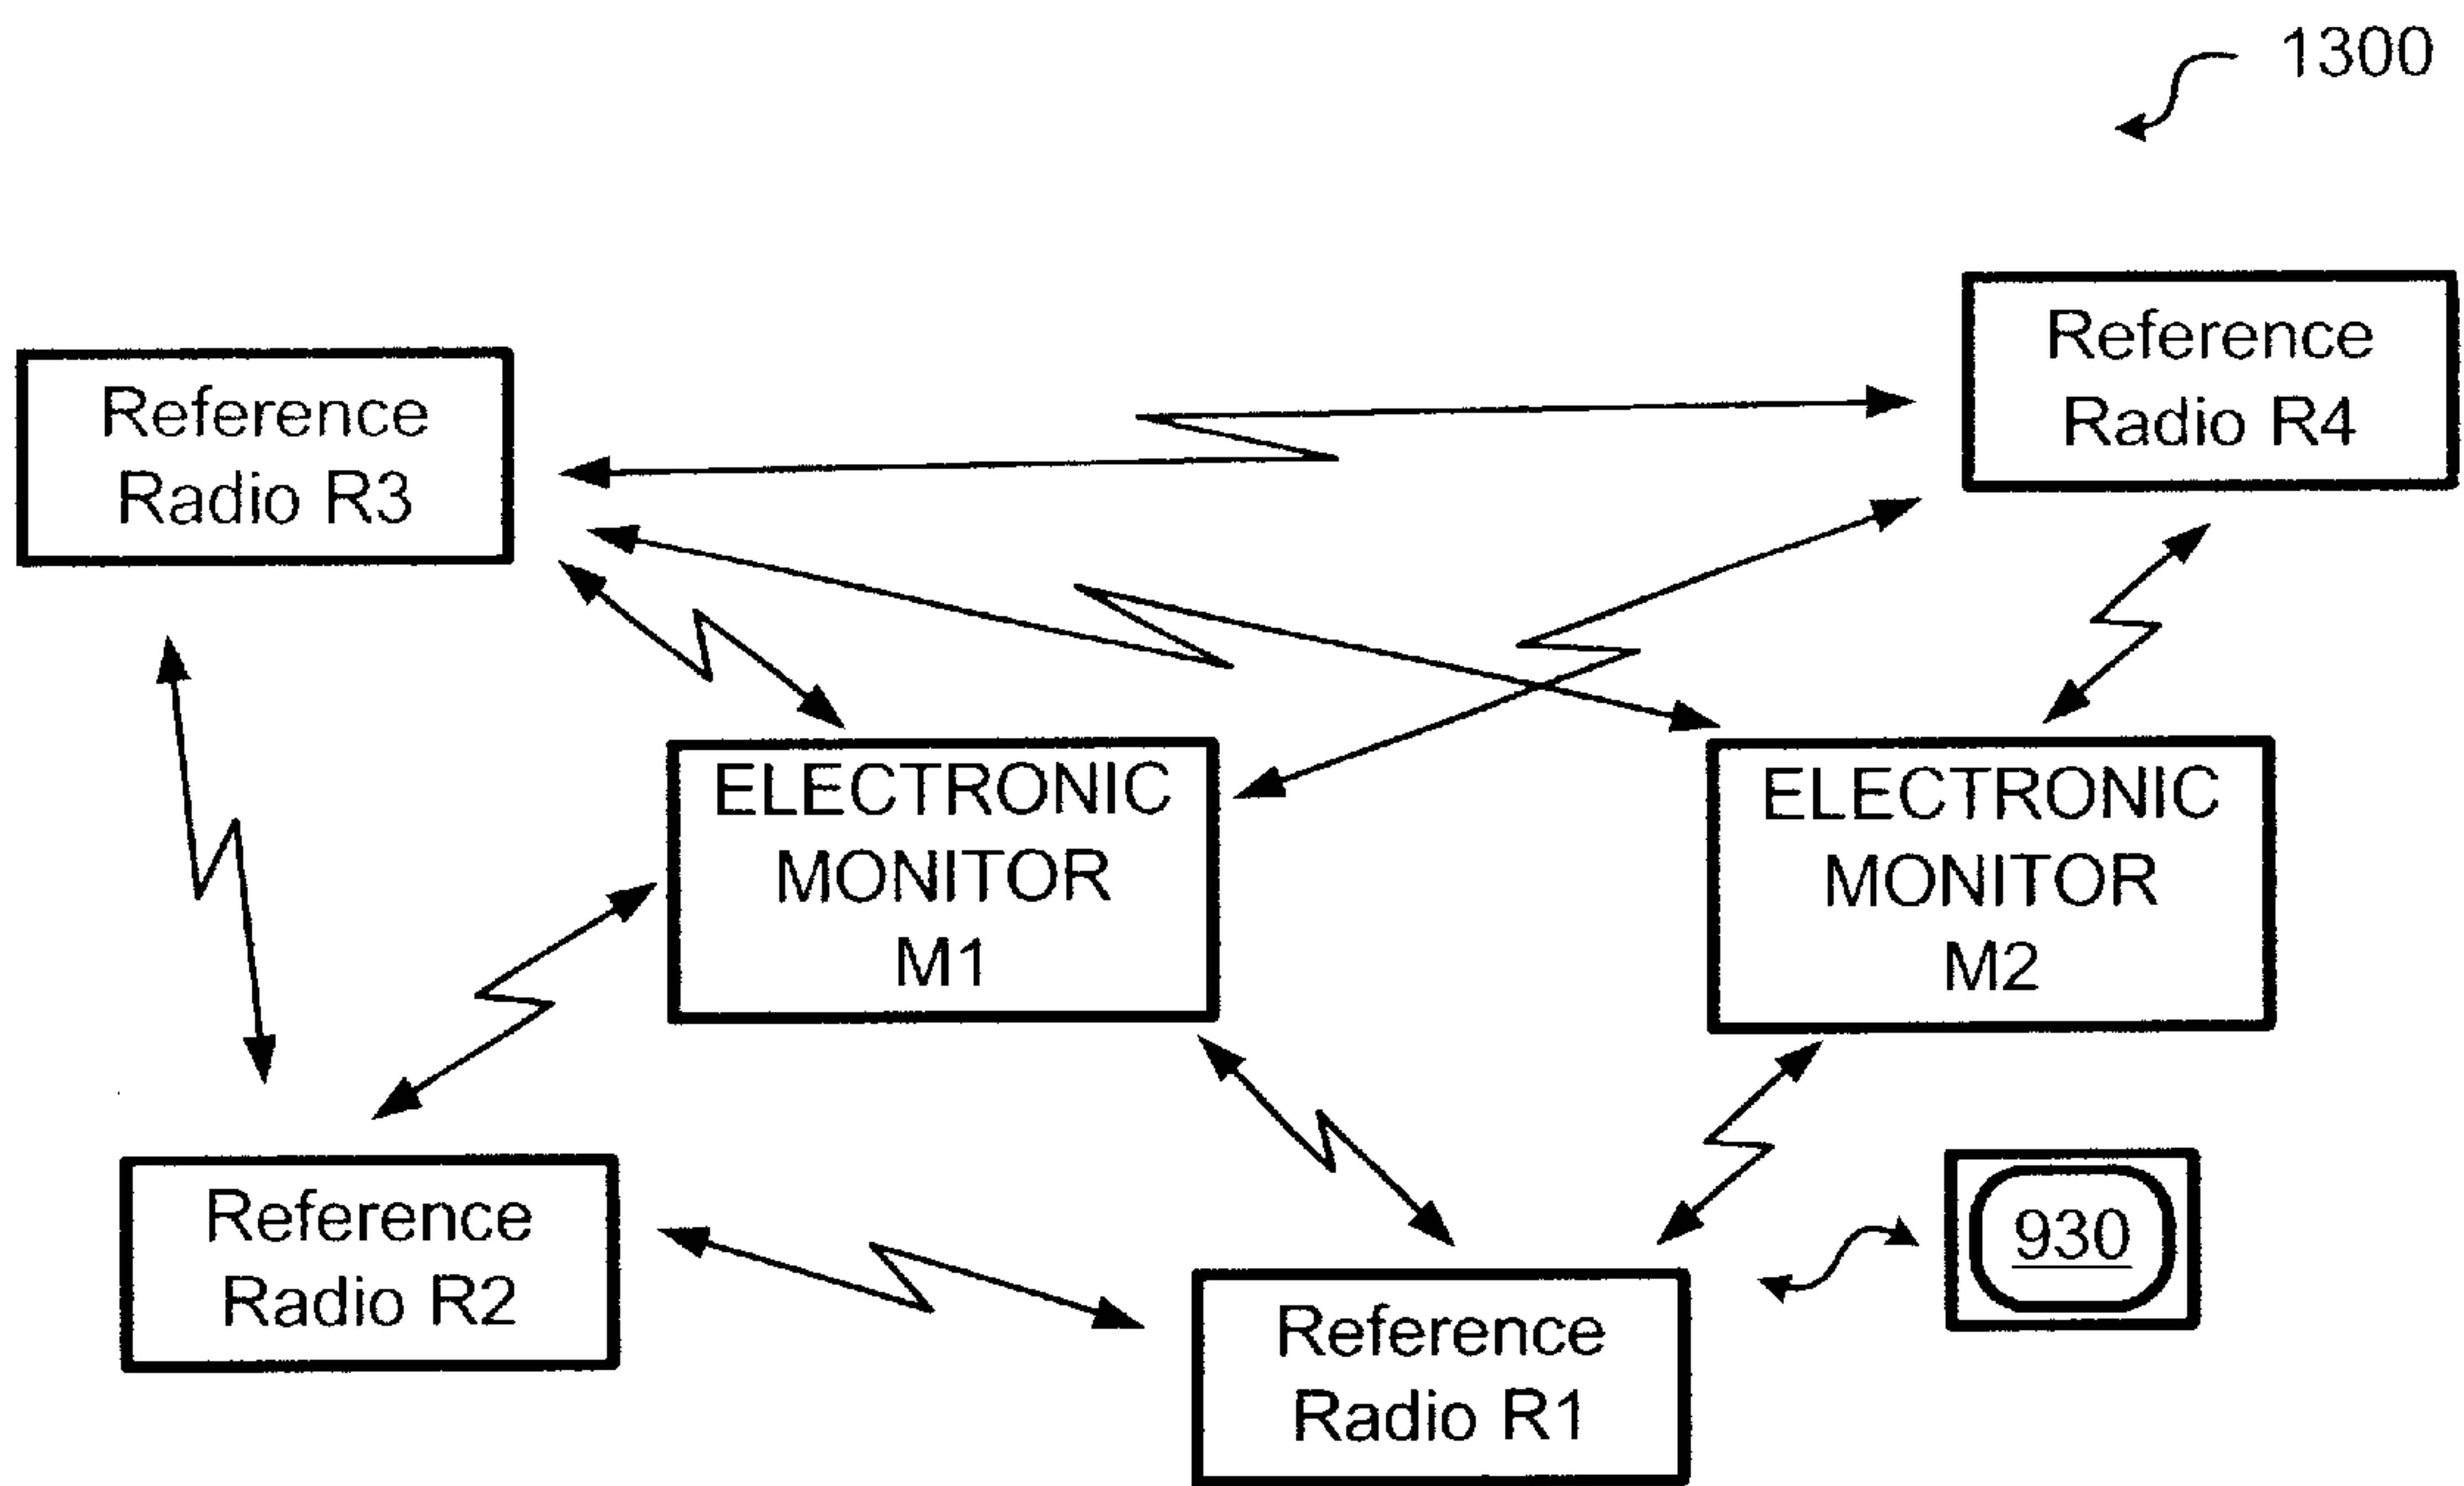 1300
Reference
Radio R4
Reference
Radio R3
ELECTRONIC
MONITOR
M1
ELECTRONIC
MONITOR
M2
Reference
Radio R2
930
Reference
Radio R1